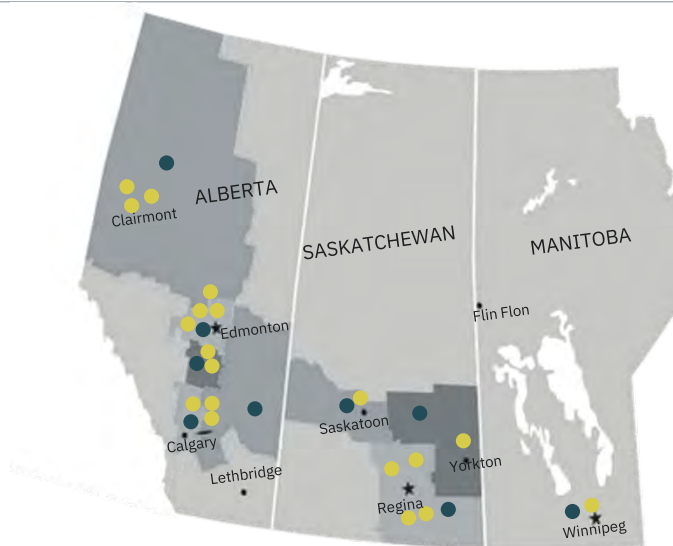 ALBERTA
Clairmont
SASKATCHEWAN
MANITOBA
Flin Flon
Edmonton
Saskatoon
Calgary
Yorkton
Lethbridge
Regina
Winnipeg